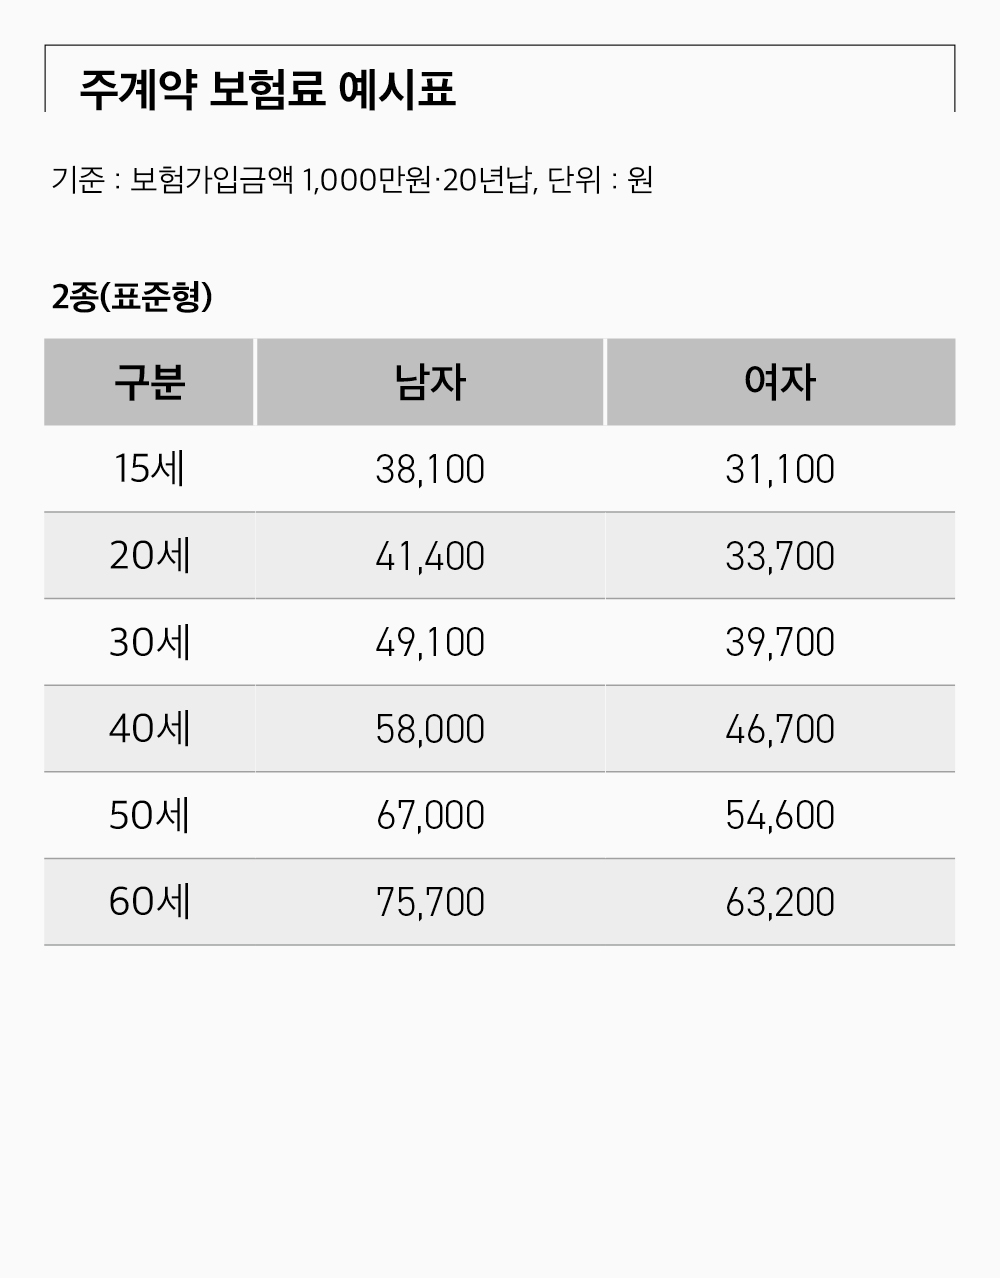 주계약 보험료 예시표
기준 : 보험가입금액 1,000만원·20년납, 단위 : 원
2종(표준형)
구분 남자 여자
15세 38,100 31,100
20세 41,400 33,700
30세 49,100 39,700
40세 58,000 46,700
50세 67,000 54,600
60세 75,700 63,200